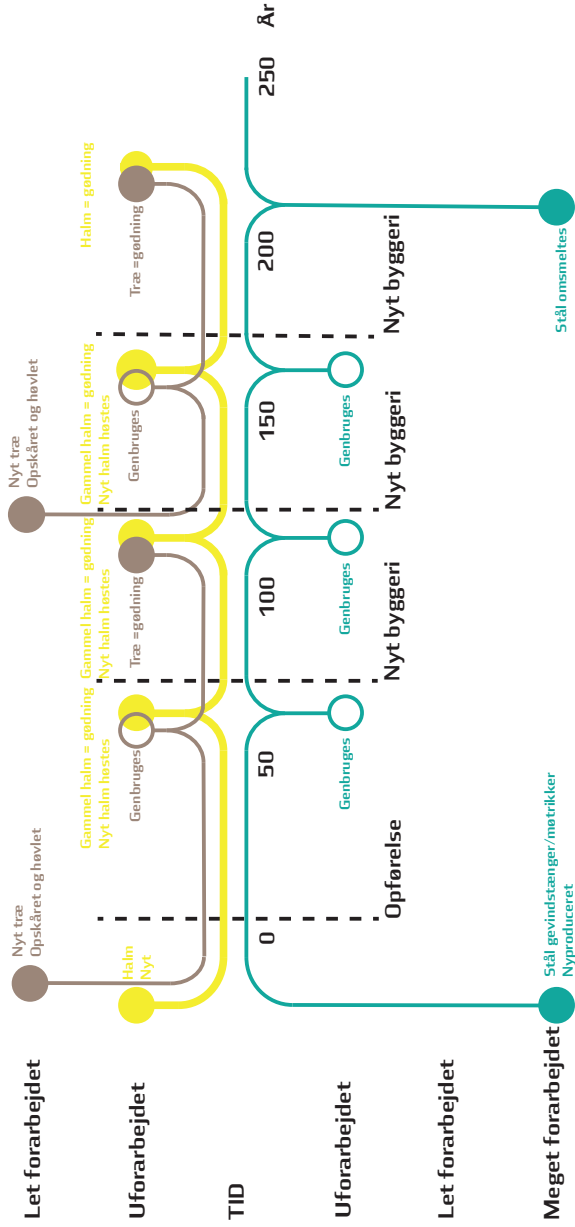 Let forarbejdet
Uforarbejdet
TID
Uforarbejdet
Let forarbejdet
Meget forarbejdet
Nyt træ
Opskåret og høvlet
Halm
Nyt
Stål gevindstænger/møtrikker
Nyproduceret
0
Opførelse
50
Gammel halm = gødning
Nyt halm høstes
Genbruges
Genbruges
Nyt byggeri
100
Gammel halm = gødning
Nyt halm høstes
Træ = gødning
Genbruges
Nyt træ
Opskåret og høvlet
Nyt byggeri
150
Gammel halm = gødning
Nyt halm høstes
Genbruges
Genbruges
Nyt byggeri
200
Halm = gødning
Træ = gødning
Stål omsmeltes
250
År